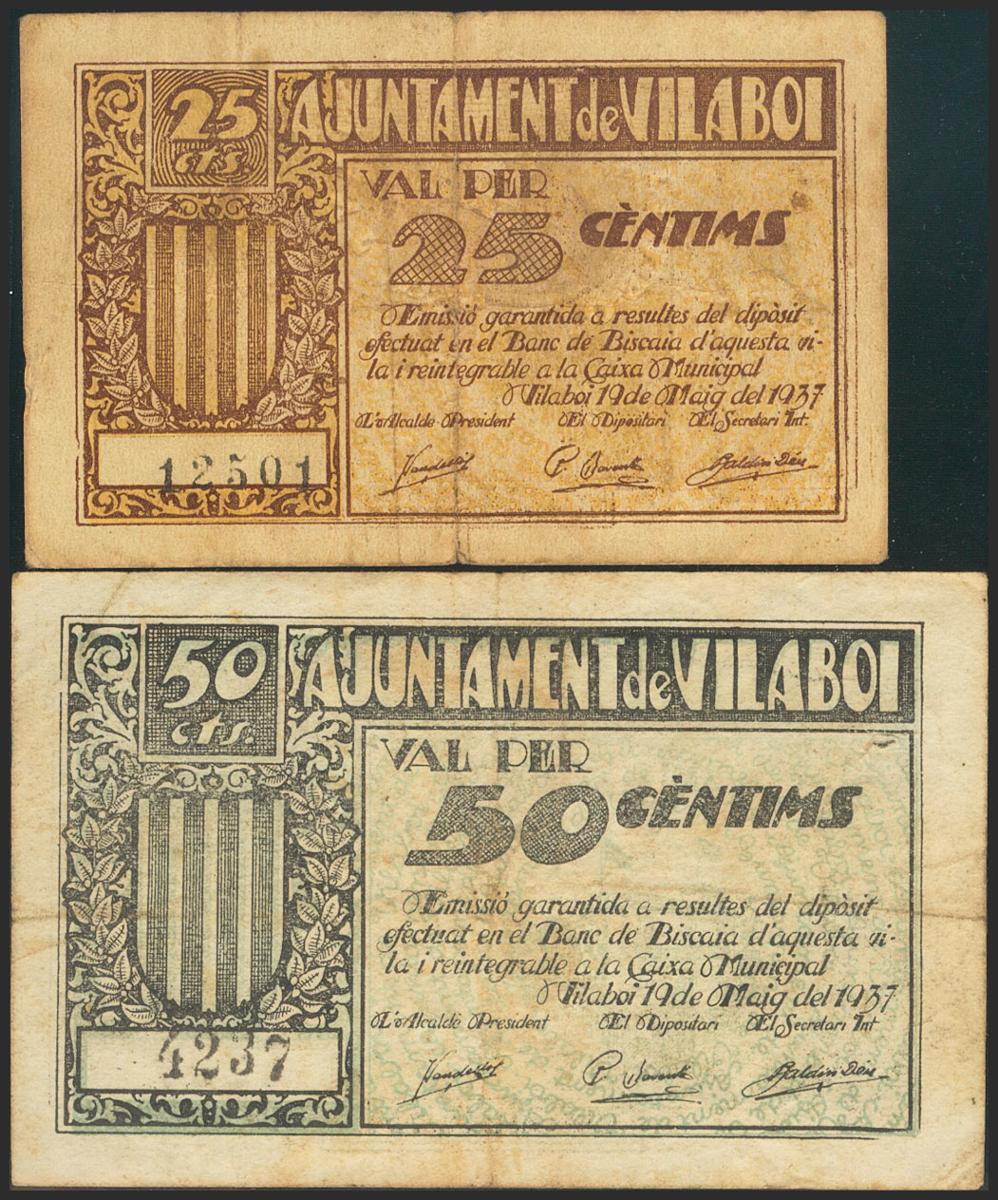 25
cts.
AJUNTAMENT de VILABOI
VAL PER
25 CÈNTIMS
Emissió garantida a resultes del dipòsit
efectuat en el Banc de Biscaia d'aquesta vi-
la i reintegrable a la Caixa Municipal
Vilaboi 19 de Maig del 1937
L'Alcalde President El Dipositari El Secretari Int.
12501
50
cts.
AJUNTAMENT de VILABOI
VAL PER
50 CÈNTIMS
Emissió garantida a resultes del dipòsit
efectuat en el Banc de Biscaia d'aquesta vi-
la i reintegrable a la Caixa Municipal
Vilaboi 19 de Maig del 1937
L'Alcalde President El Dipositari El Secretari Int
4237